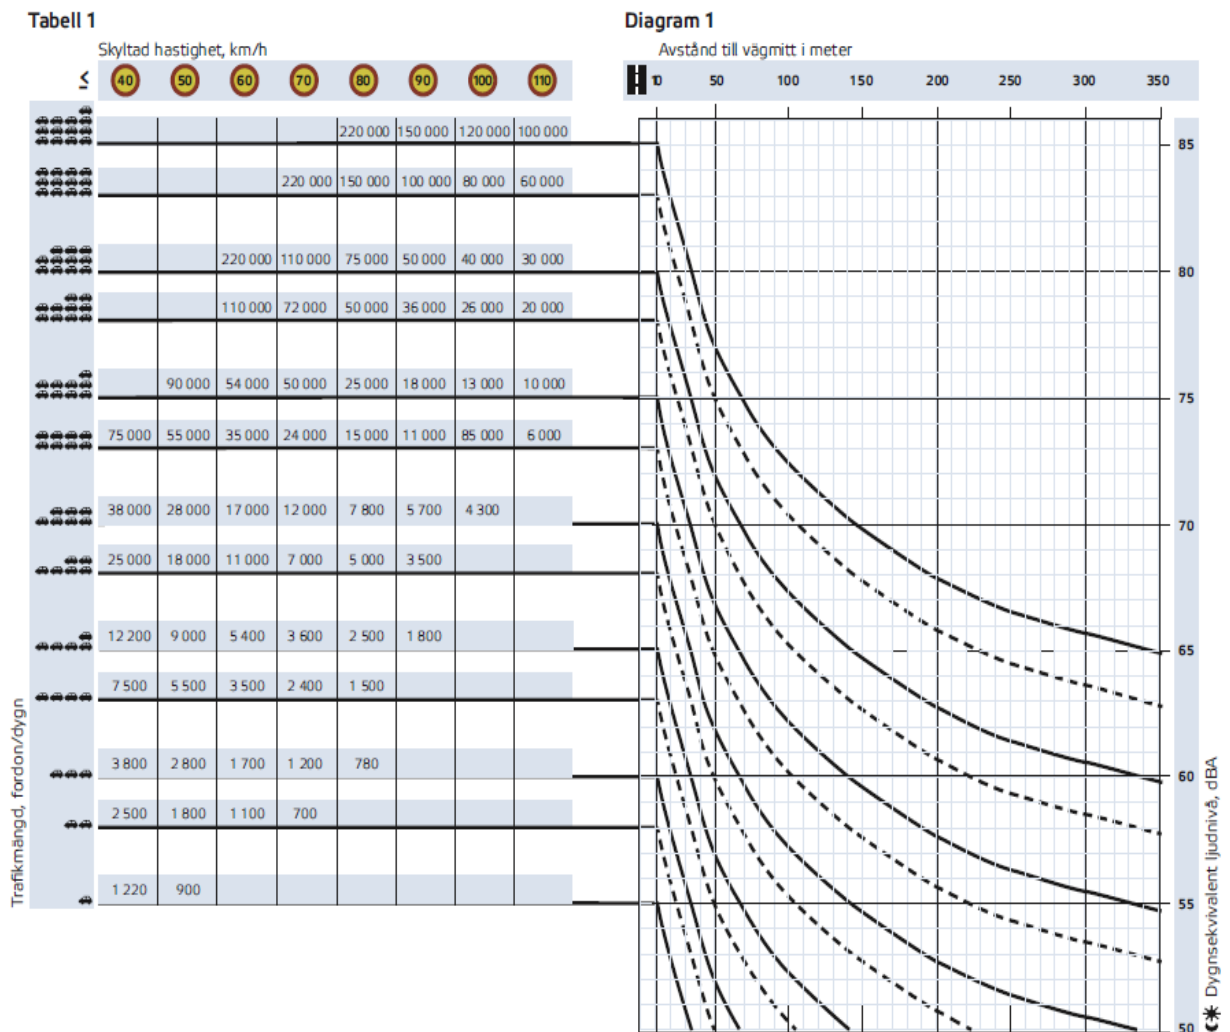 Tabell 1
Diagram 1
Skyltad hastighet, km/h
Avstånd till vägmitt i meter
≤ 40 50 60 70 80 90 100 110
10 50 100 150 200 250 300 350
220 000 150 000 120 000 100 000
85
220 000 150 000 100 000 80 000 60 000
220 000 110 000 75 000 50 000 40 000 30 000
80
110 000 72 000 50 000 36 000 26 000 20 000
90 000 54 000 50 000 25 000 18 000 13 000 10 000
75
75 000 55 000 35 000 24 000 15 000 11 000 85 000 6 000
38 000 28 000 17 000 12 000 7 800 5 700 4 300
70
25 000 18 000 11 000 7 000 5 000 3 500
12 200 9 000 5 400 3 600 2 500 1 800
65
7 500 5 500 3 500 2 400 1 500
3 800 2 800 1 700 1 200 780
60
2 500 1 800 1 100 700
1 220 900
55
50
Trafikmängd, fordon/dygn
Dygnsekvivalent ljudnivå, dBA